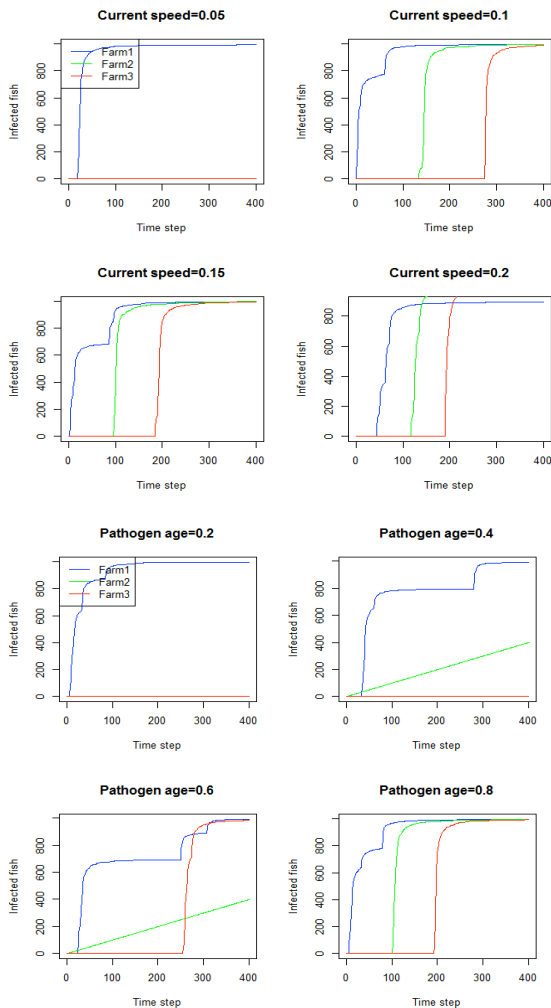 Current speed=0.05
Current speed=0.1
Infected fish
0 200 400 600 800
Farm1
Farm2
Farm3
0 100 200 300 400
Time step
Infected fish
0 200 400 600 800
0 100 200 300 400
Time step
Current speed=0.15
Current speed=0.2
Infected fish
0 200 400 600 800
0 100 200 300 400
Time step
Infected fish
0 200 400 600 800
0 100 200 300 400
Time step
Pathogen age=0.2
Pathogen age=0.4
Infected fish
0 200 400 600 800
Farm1
Farm2
Farm3
0 100 200 300 400
Time step
Infected fish
0 200 400 600 800
0 100 200 300 400
Time step
Pathogen age=0.6
Pathogen age=0.8
Infected fish
0 200 400 600 800
0 100 200 300 400
Time step
Infected fish
0 200 400 600 800
0 100 200 300 400
Time step